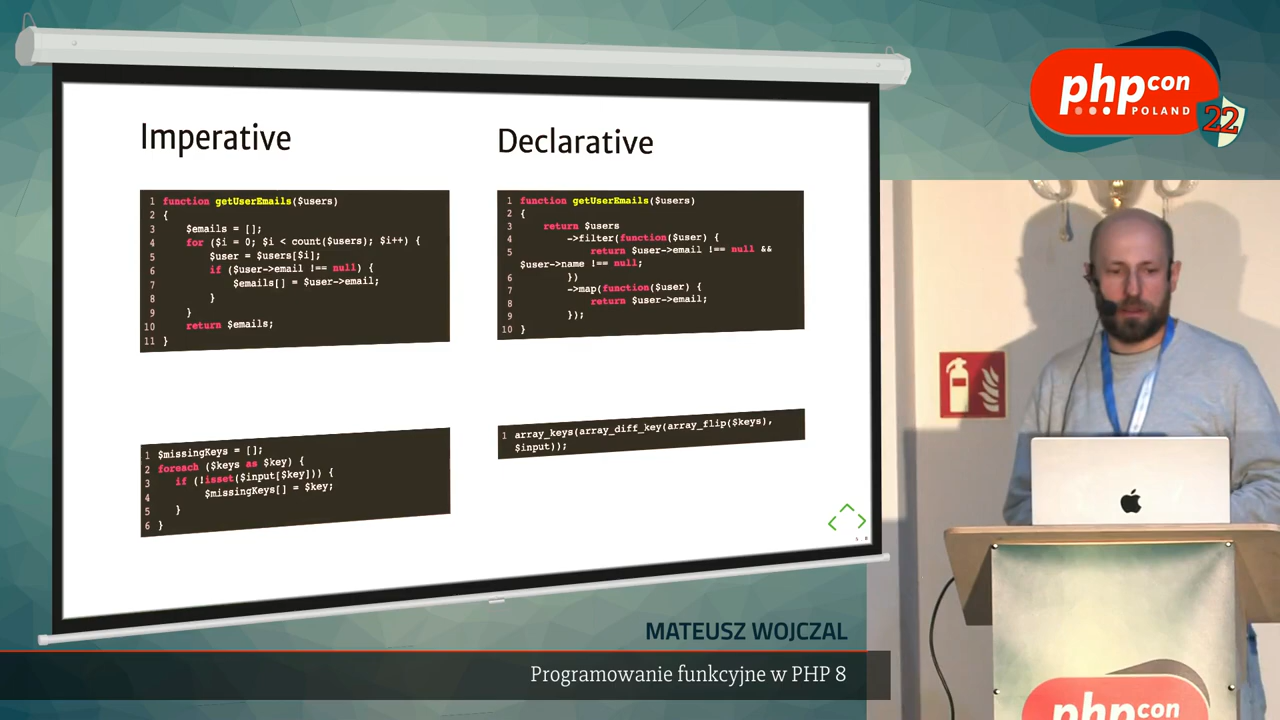 Imperative
1 function getUserEmails($users)
2 {
3 $emails = [];
4 for ($i = 0; $i < count($users); $i++) {
5 $user = $users[$i];
6 if ($user->email !== null) {
7 $emails[] = $user->email;
8 }
9 }
10 return $emails;
11 }
1 $missingKeys = [];
2 foreach ($keys as $key) {
3 if (!isset($input[$key])) {
4 $missingKeys[] = $key;
5 }
6 }
Declarative
1 function getUserEmails($users)
2 {
3 return $users
4 ->filter(function($user) {
5 return $user->email !== null &&
$user->name !== null;
6 })
7 ->map(function($user) {
8 return $user->email;
9 });
10 }
1 array_keys(array_diff_key(array_flip($keys),
$input));
phpcon
POLAND
22
MATEUSZ WOJCZAL
Programowanie funkcyjne w PHP 8
phpcon